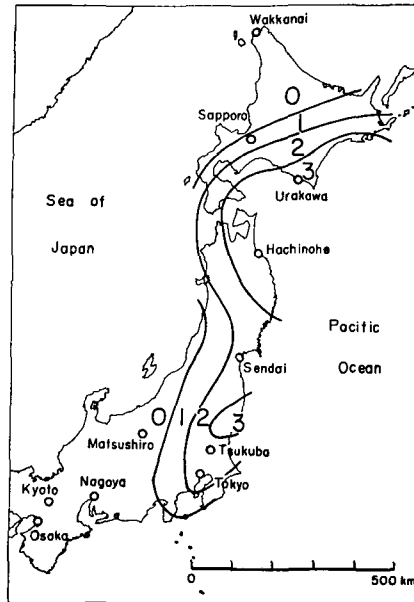 Wakkanai
0
Sapporo
1
2
3
Urakawa
Sea of
Japan
Hachinohe
Pacific
Ocean
Sendai
0 1 2 3
Matsushiro
Tsukuba
Kyoto
Nagoya
Tokyo
Osaka
0 500 km